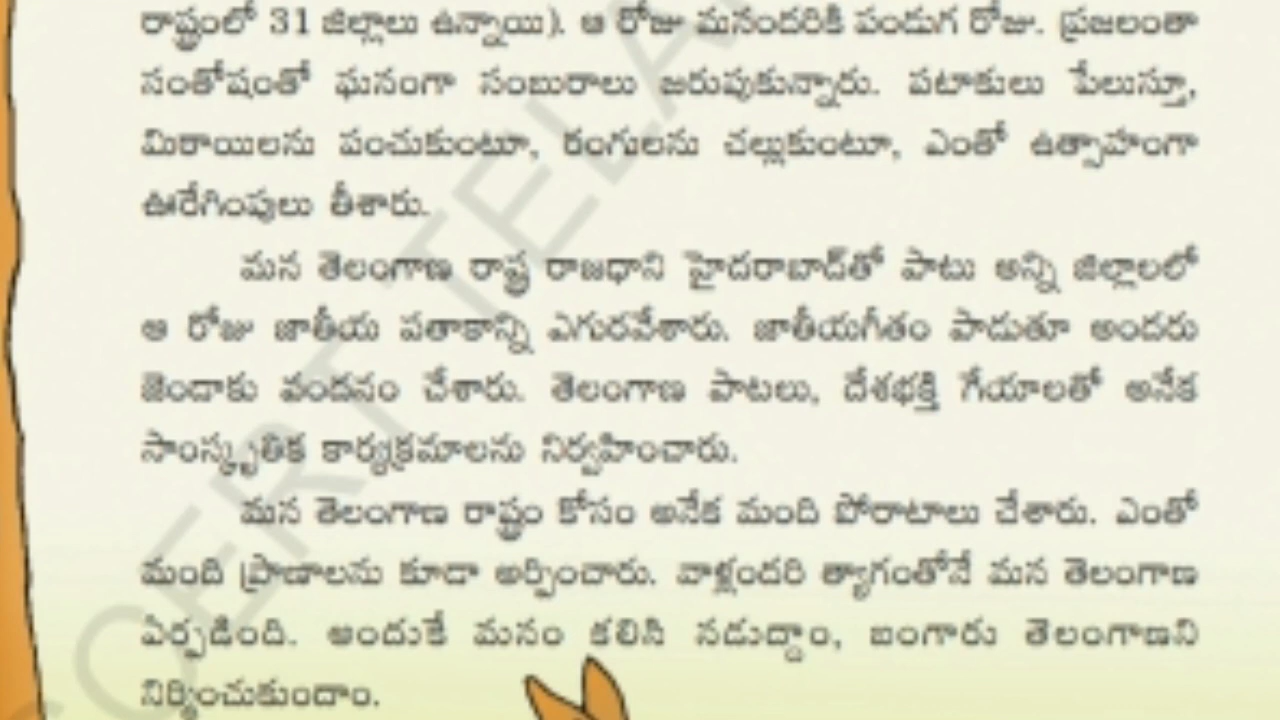 రాష్ట్రంలో 31 జిల్లాలు ఉన్నాయి). ఆ రోజు మనందరికీ పండుగ రోజు. ప్రజలంతా
సంతోషంతో ఘనంగా సంబురాలు జరుపుకున్నారు. పటాకులు పేలుస్తూ,
మిఠాయిలను పంచుకుంటూ, రంగులను చల్లుకుంటూ, ఎంతో ఉత్సాహంగా
ఊరేగింపులు తీశారు.
మన తెలంగాణ రాష్ట్ర రాజధాని హైదరాబాద్‌తో పాటు అన్ని జిల్లాలలో
ఆ రోజు జాతీయ పతాకాన్ని ఎగురవేశారు. జాతీయగీతం పాడుతూ అందరు
జెండాకు వందనం చేశారు. తెలంగాణ పాటలు, దేశభక్తి గేయాలతో అనేక
సాంస్కృతిక కార్యక్రమాలను నిర్వహించారు.
మన తెలంగాణ రాష్ట్రం కోసం అనేక మంది పోరాటాలు చేశారు. ఎంతో
మంది ప్రాణాలను కూడా అర్పించారు. వాళ్లందరి త్యాగంతోనే మన తెలంగాణ
ఏర్పడింది. అందుకే మనం కలిసి నడుద్దాం, బంగారు తెలంగాణని
నిర్మించుకుందాం.
SCERT TELA